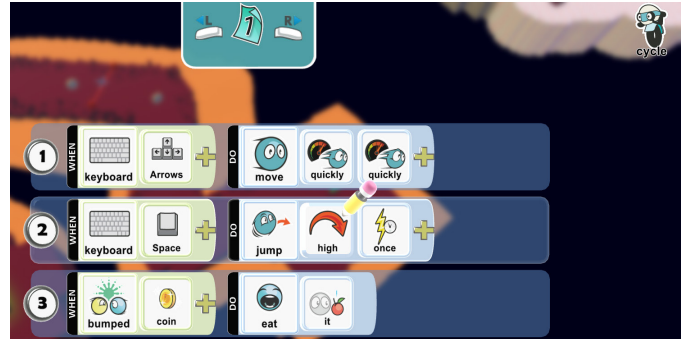 L 1 R
cycle
1 WHEN keyboard Arrows DO move quickly quickly
2 WHEN keyboard Space DO jump high once
3 WHEN bumped coin DO eat it